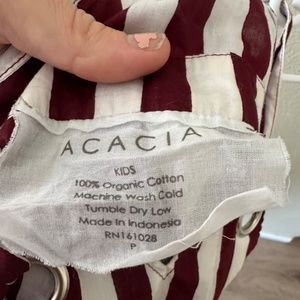 ACACIA
KIDS
100% Organic Cotton
Machine Wash Cold
Tumble Dry Low
Made in Indonesia
RN161028
P